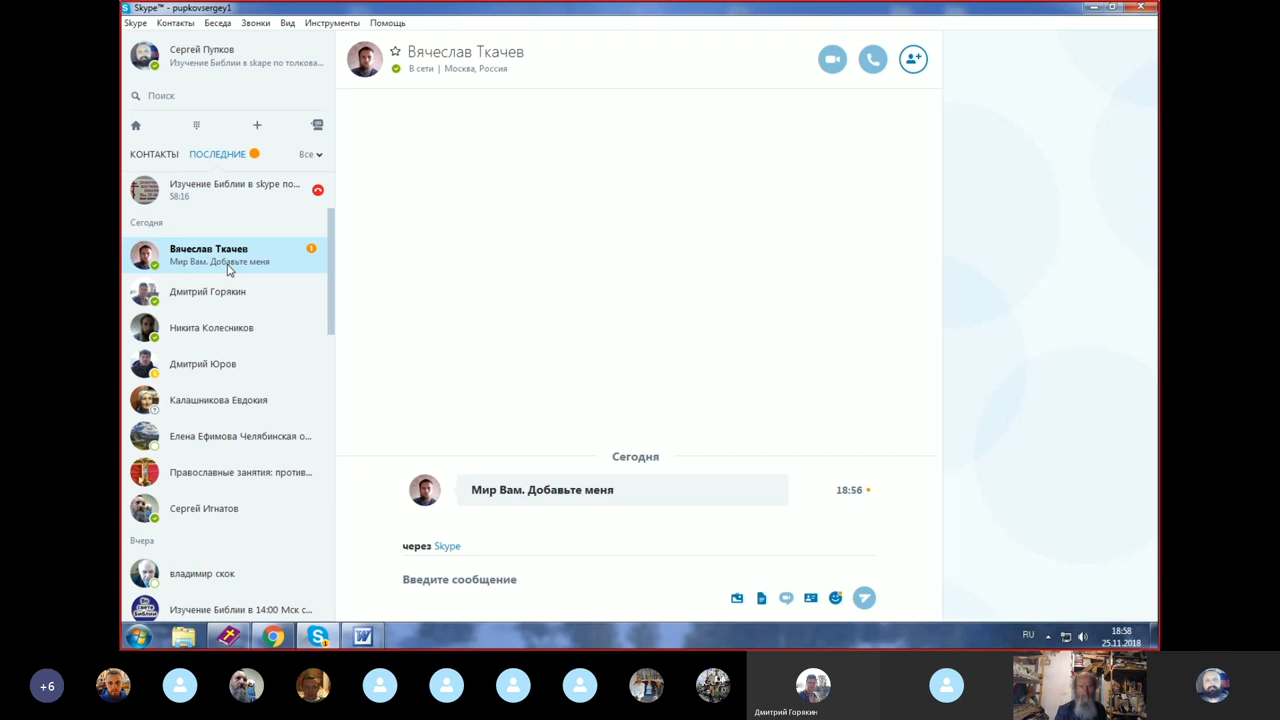 Skype™ - pupkovsergey1
Skype Контакты Беседа Звонки Вид Инструменты Помощь
Сергей Пупков
Изучение Библии в skape по толкова...
Поиск
КОНТАКТЫ ПОСЛЕДНИЕ Все
Изучение Библии в skype по...
58:16
Сегодня
Вячеслав Ткачев
1
Мир Вам. Добавьте меня
Дмитрий Горякин
Никита Колесников
Дмитрий Юров
Калашникова Евдокия
Елена Ефимова Челябинская о...
Православные занятия: против...
Сергей Игнатов
Вчера
владимир скок
Изучение Библии в 14:00 Мск с...
Вячеслав Ткачев
В сети | Москва, Россия
Сегодня
Мир Вам. Добавьте меня 18:56
через Skype
Введите сообщение
RU
18:58
25.11.2018
+6
Дмитрий Горякин